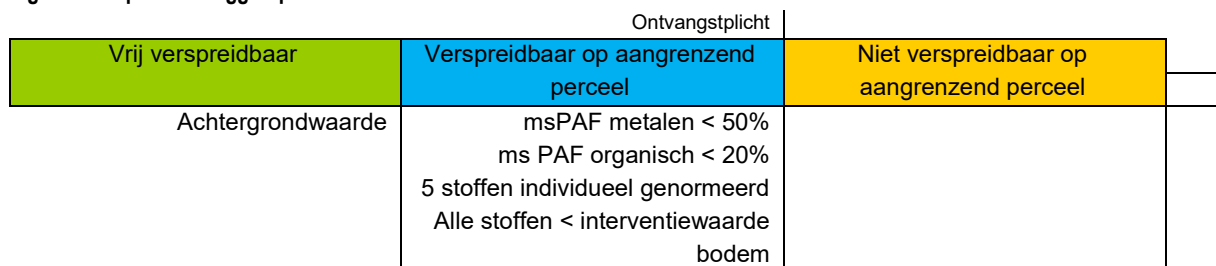 Ontvangstplicht
Vrij verspreidbaar
Verspreidbaar op aangrenzend
perceel
Niet verspreidbaar op
aangrenzend perceel
Achtergrondwaarde
msPAF metalen < 50%
ms PAF organisch < 20%
5 stoffen individueel genormeerd
Alle stoffen < interventiewaarde
bodem